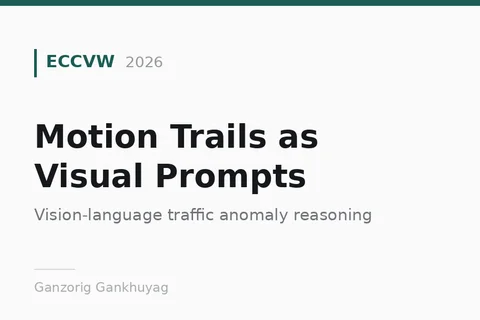 ECCVW 2026
Motion Trails as
Visual Prompts
Vision-language traffic anomaly reasoning
Ganzorig Gankhuyag